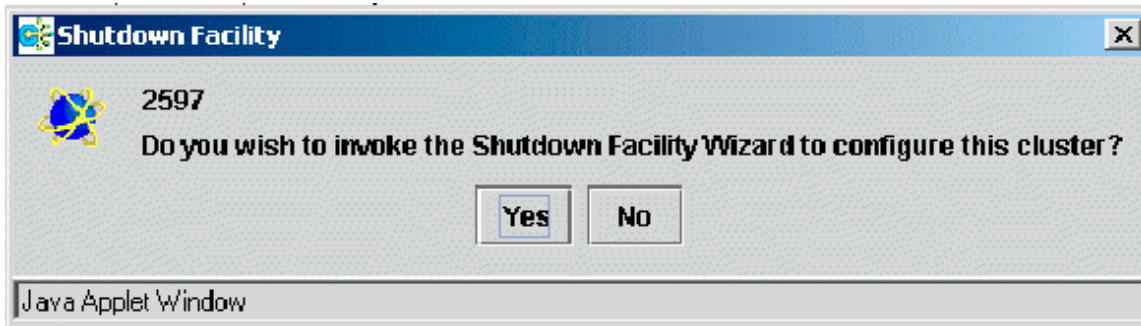 Shutdown Facility
2597
Do you wish to invoke the Shutdown Facility Wizard to configure this cluster?
Yes No
Java Applet Window